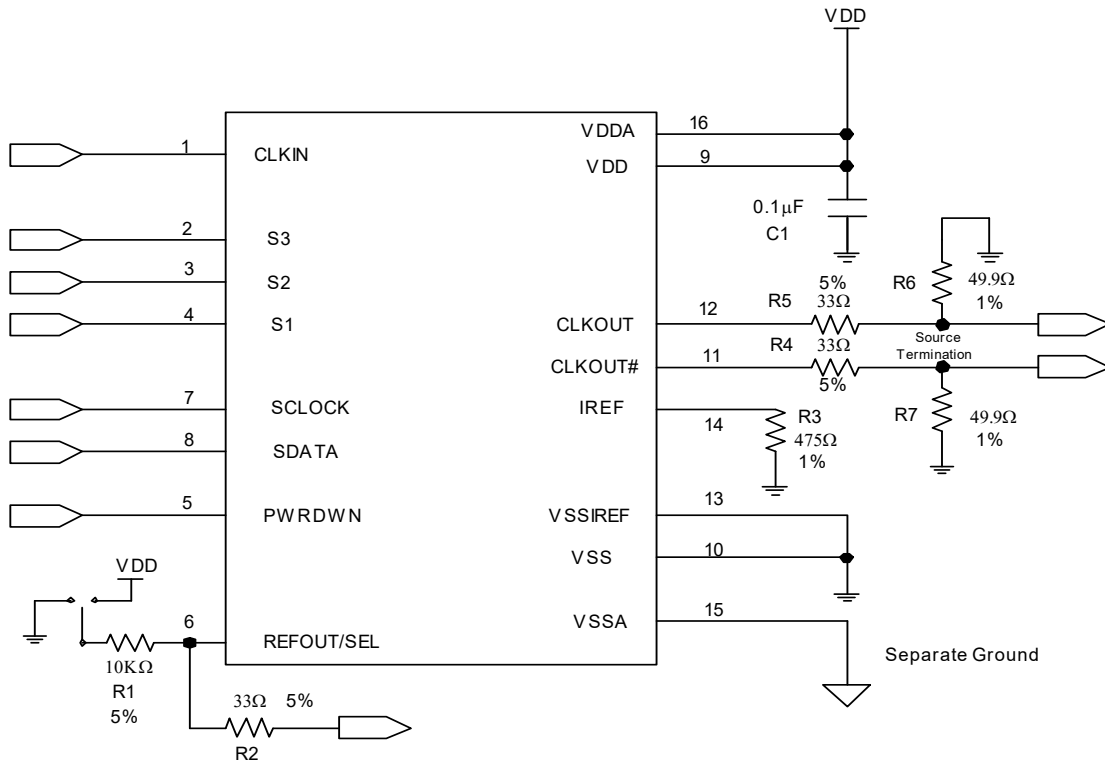 VDD
16
VDDA
1
CLKIN
VDD
9
0.1μF
C1
2
S3
3
S2
4
S1
5%
R5
33Ω
R6
49.9Ω
1%
12
CLKOUT
Source
Termination
R4
33Ω
5%
11
CLKOUT#
7
SCLOCK
IREF
14
R3
475Ω
1%
R7
49.9Ω
1%
8
SDATA
5
PWRDWN
13
VSSIREF
VSS
10
VDD
15
VSSA
6
REFOUT/SEL
10KΩ
R1
5%
Separate Ground
33Ω
5%
R2